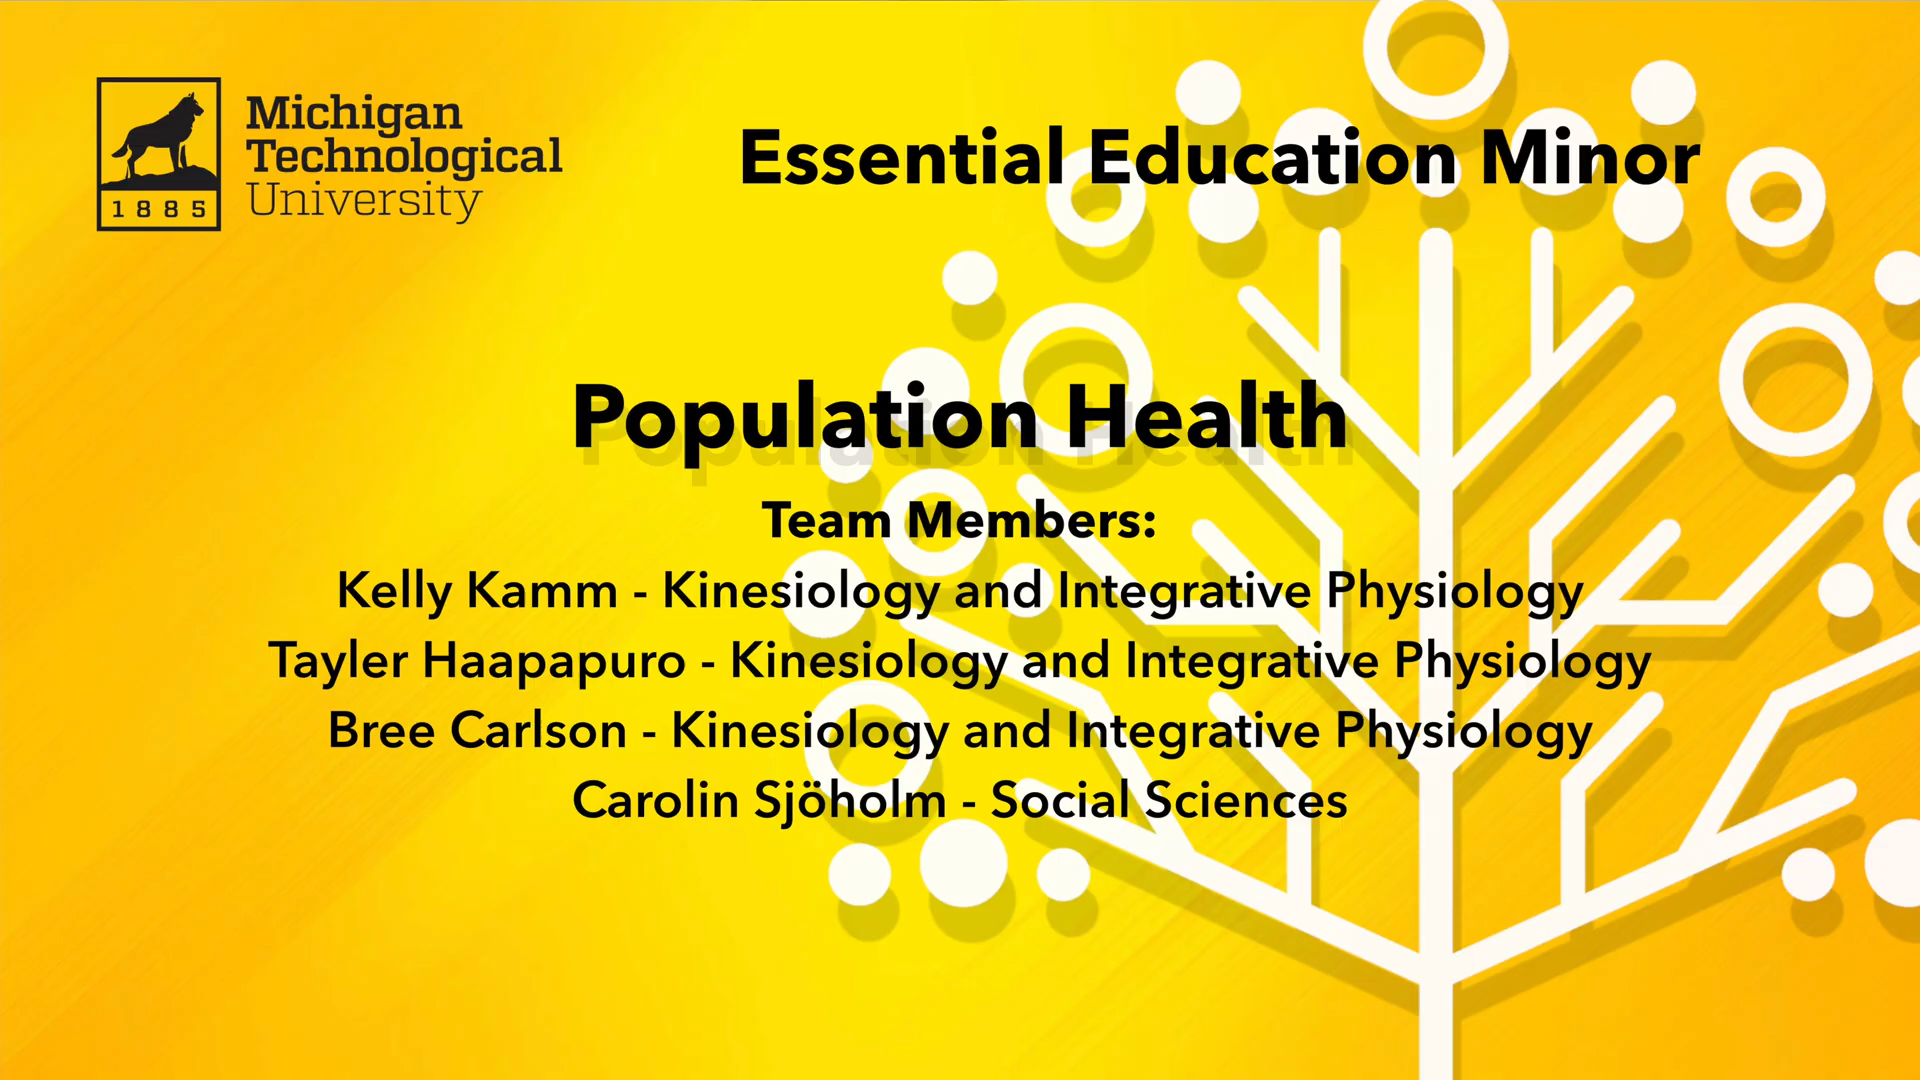 Michigan
Technological
University
1885
Essential Education Minor
Population Health
Team Members:
Kelly Kamm - Kinesiology and Integrative Physiology
Tayler Haapapuro - Kinesiology and Integrative Physiology
Bree Carlson - Kinesiology and Integrative Physiology
Carolin Sjöholm - Social Sciences